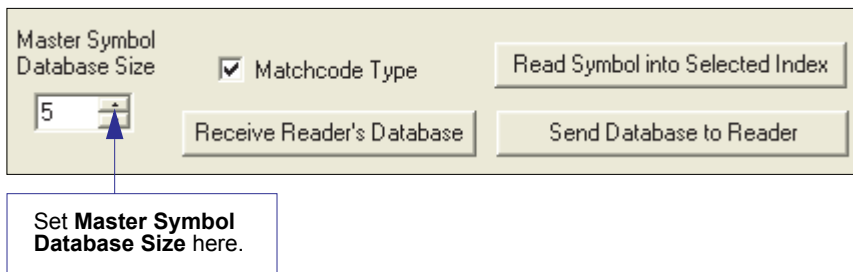 Master Symbol
Database Size
5
Matchcode Type
Read Symbol into Selected Index
Receive Reader's Database
Send Database to Reader
Set Master Symbol
Database Size here.